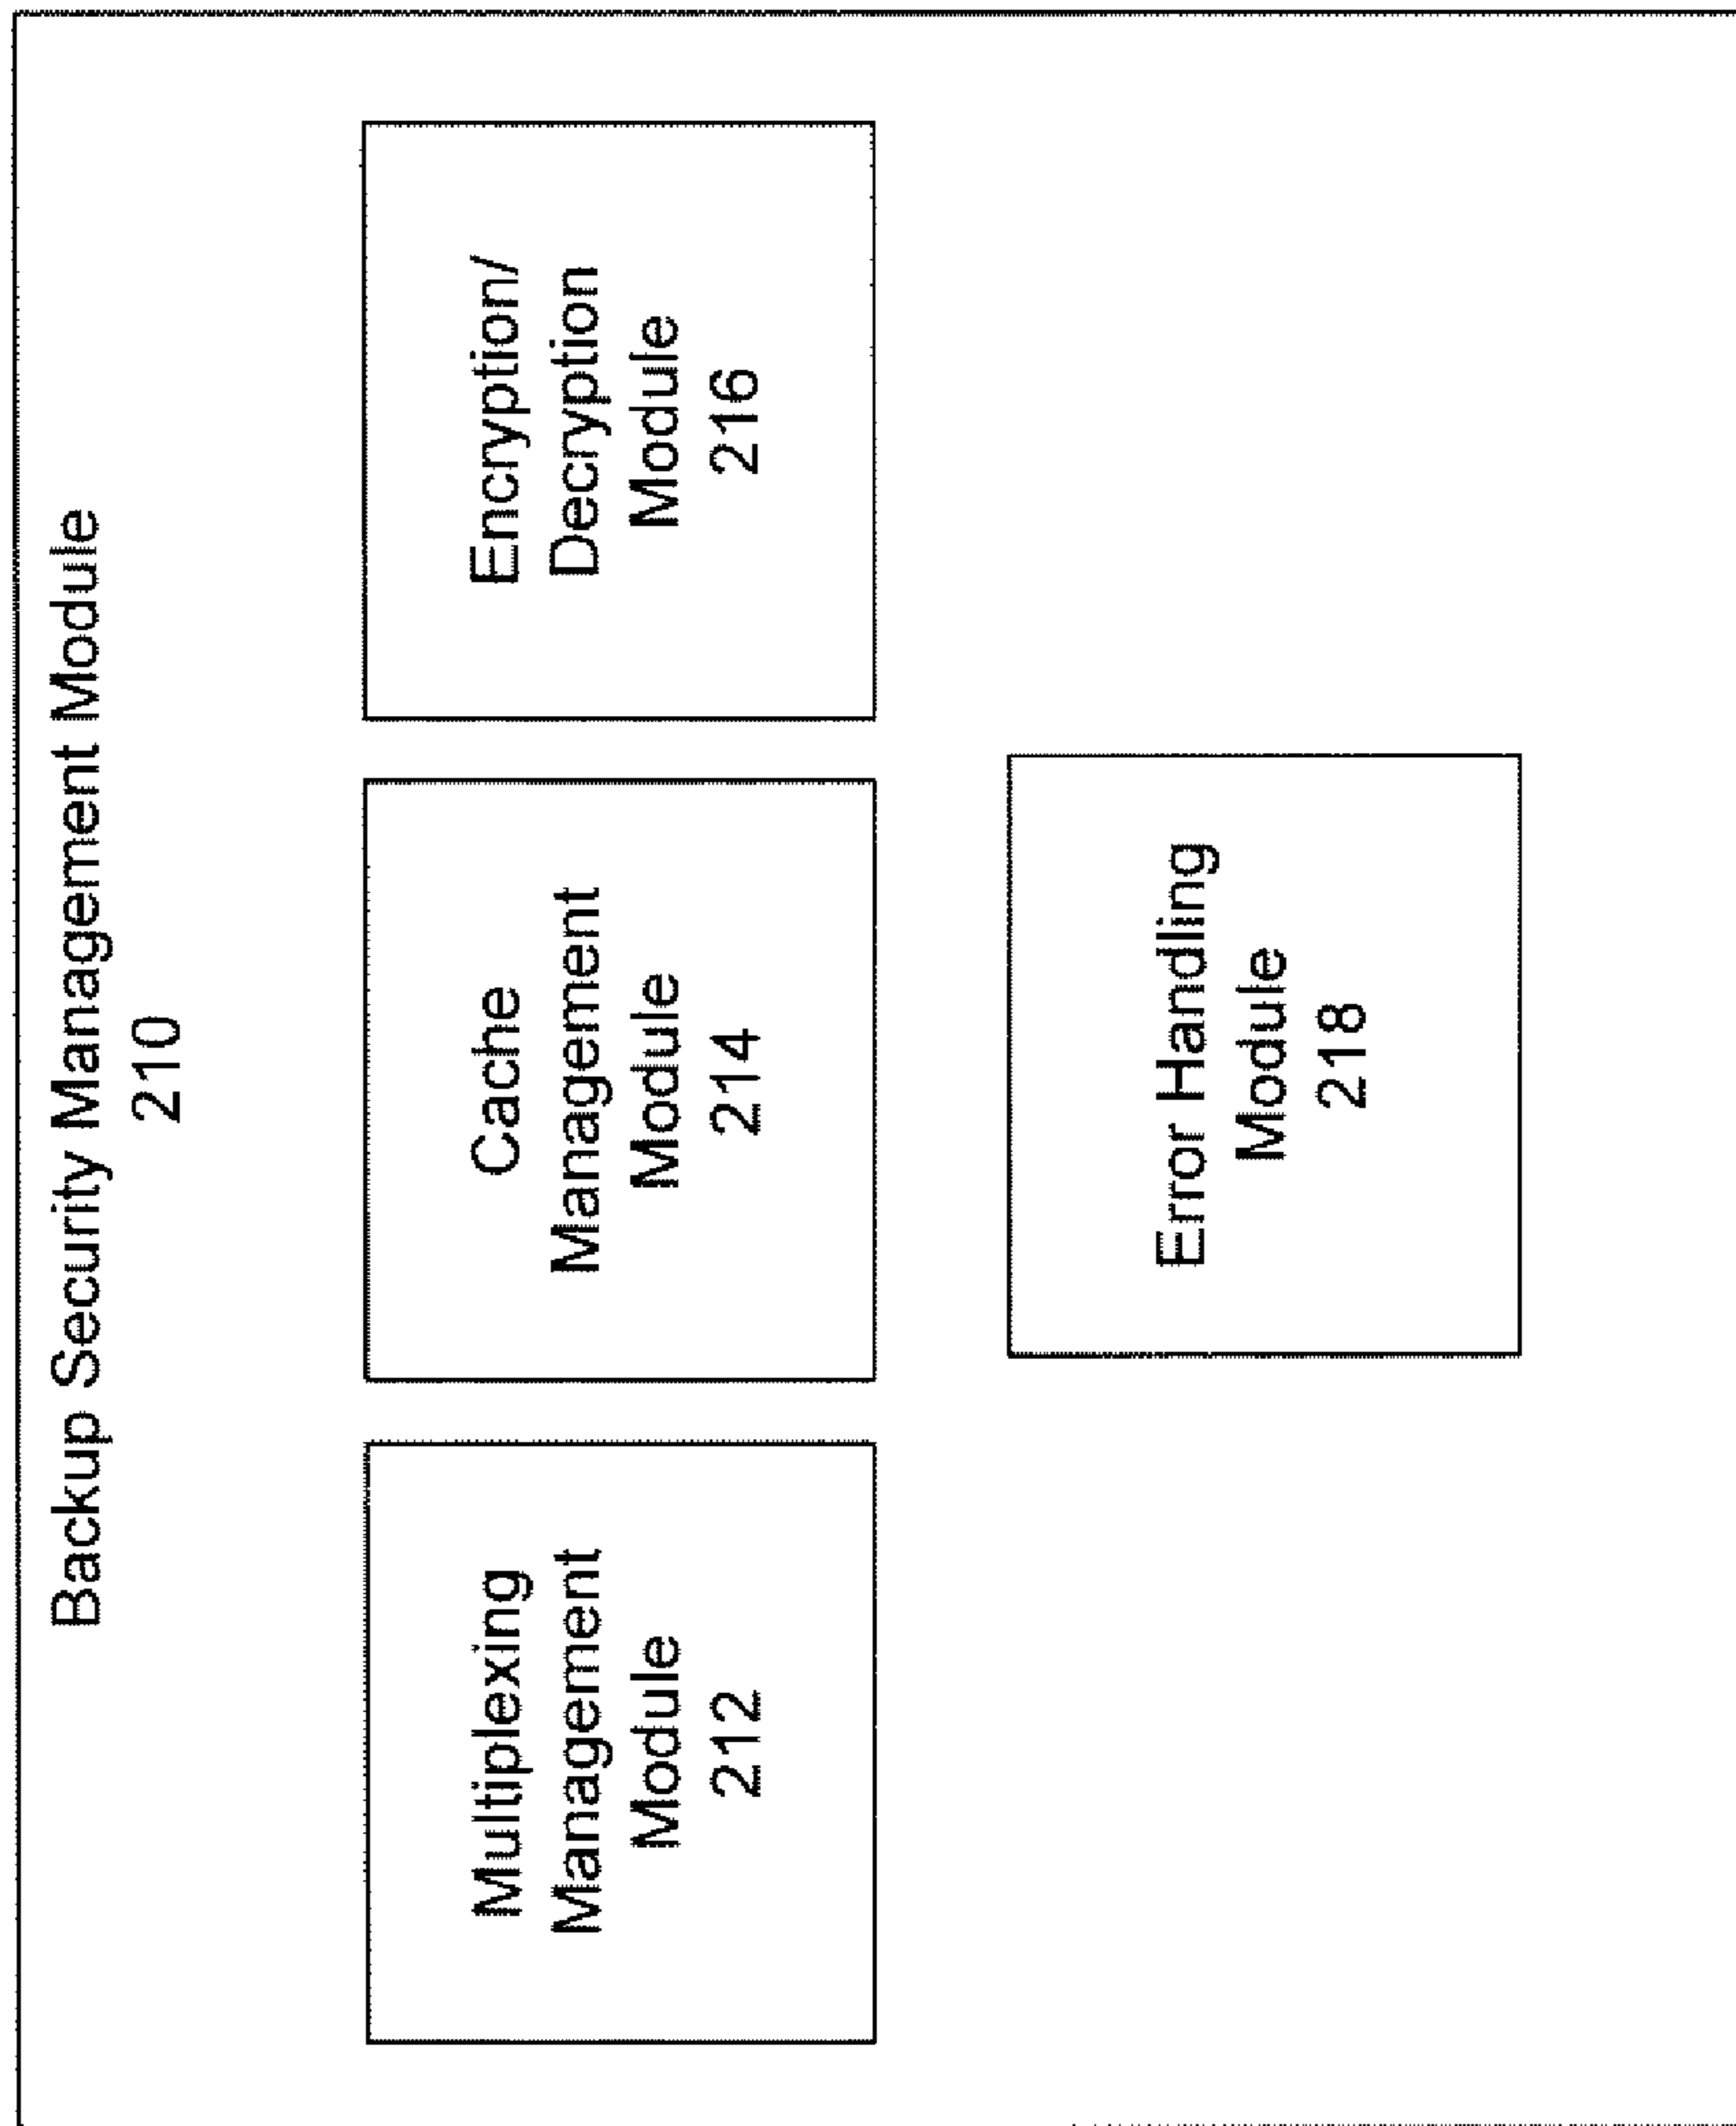 Backup Security Management Module
210
Multiplexing
Management
Module
212
Cache
Management
Module
214
Encryption/
Decryption
Module
216
Error Handling
Module
218